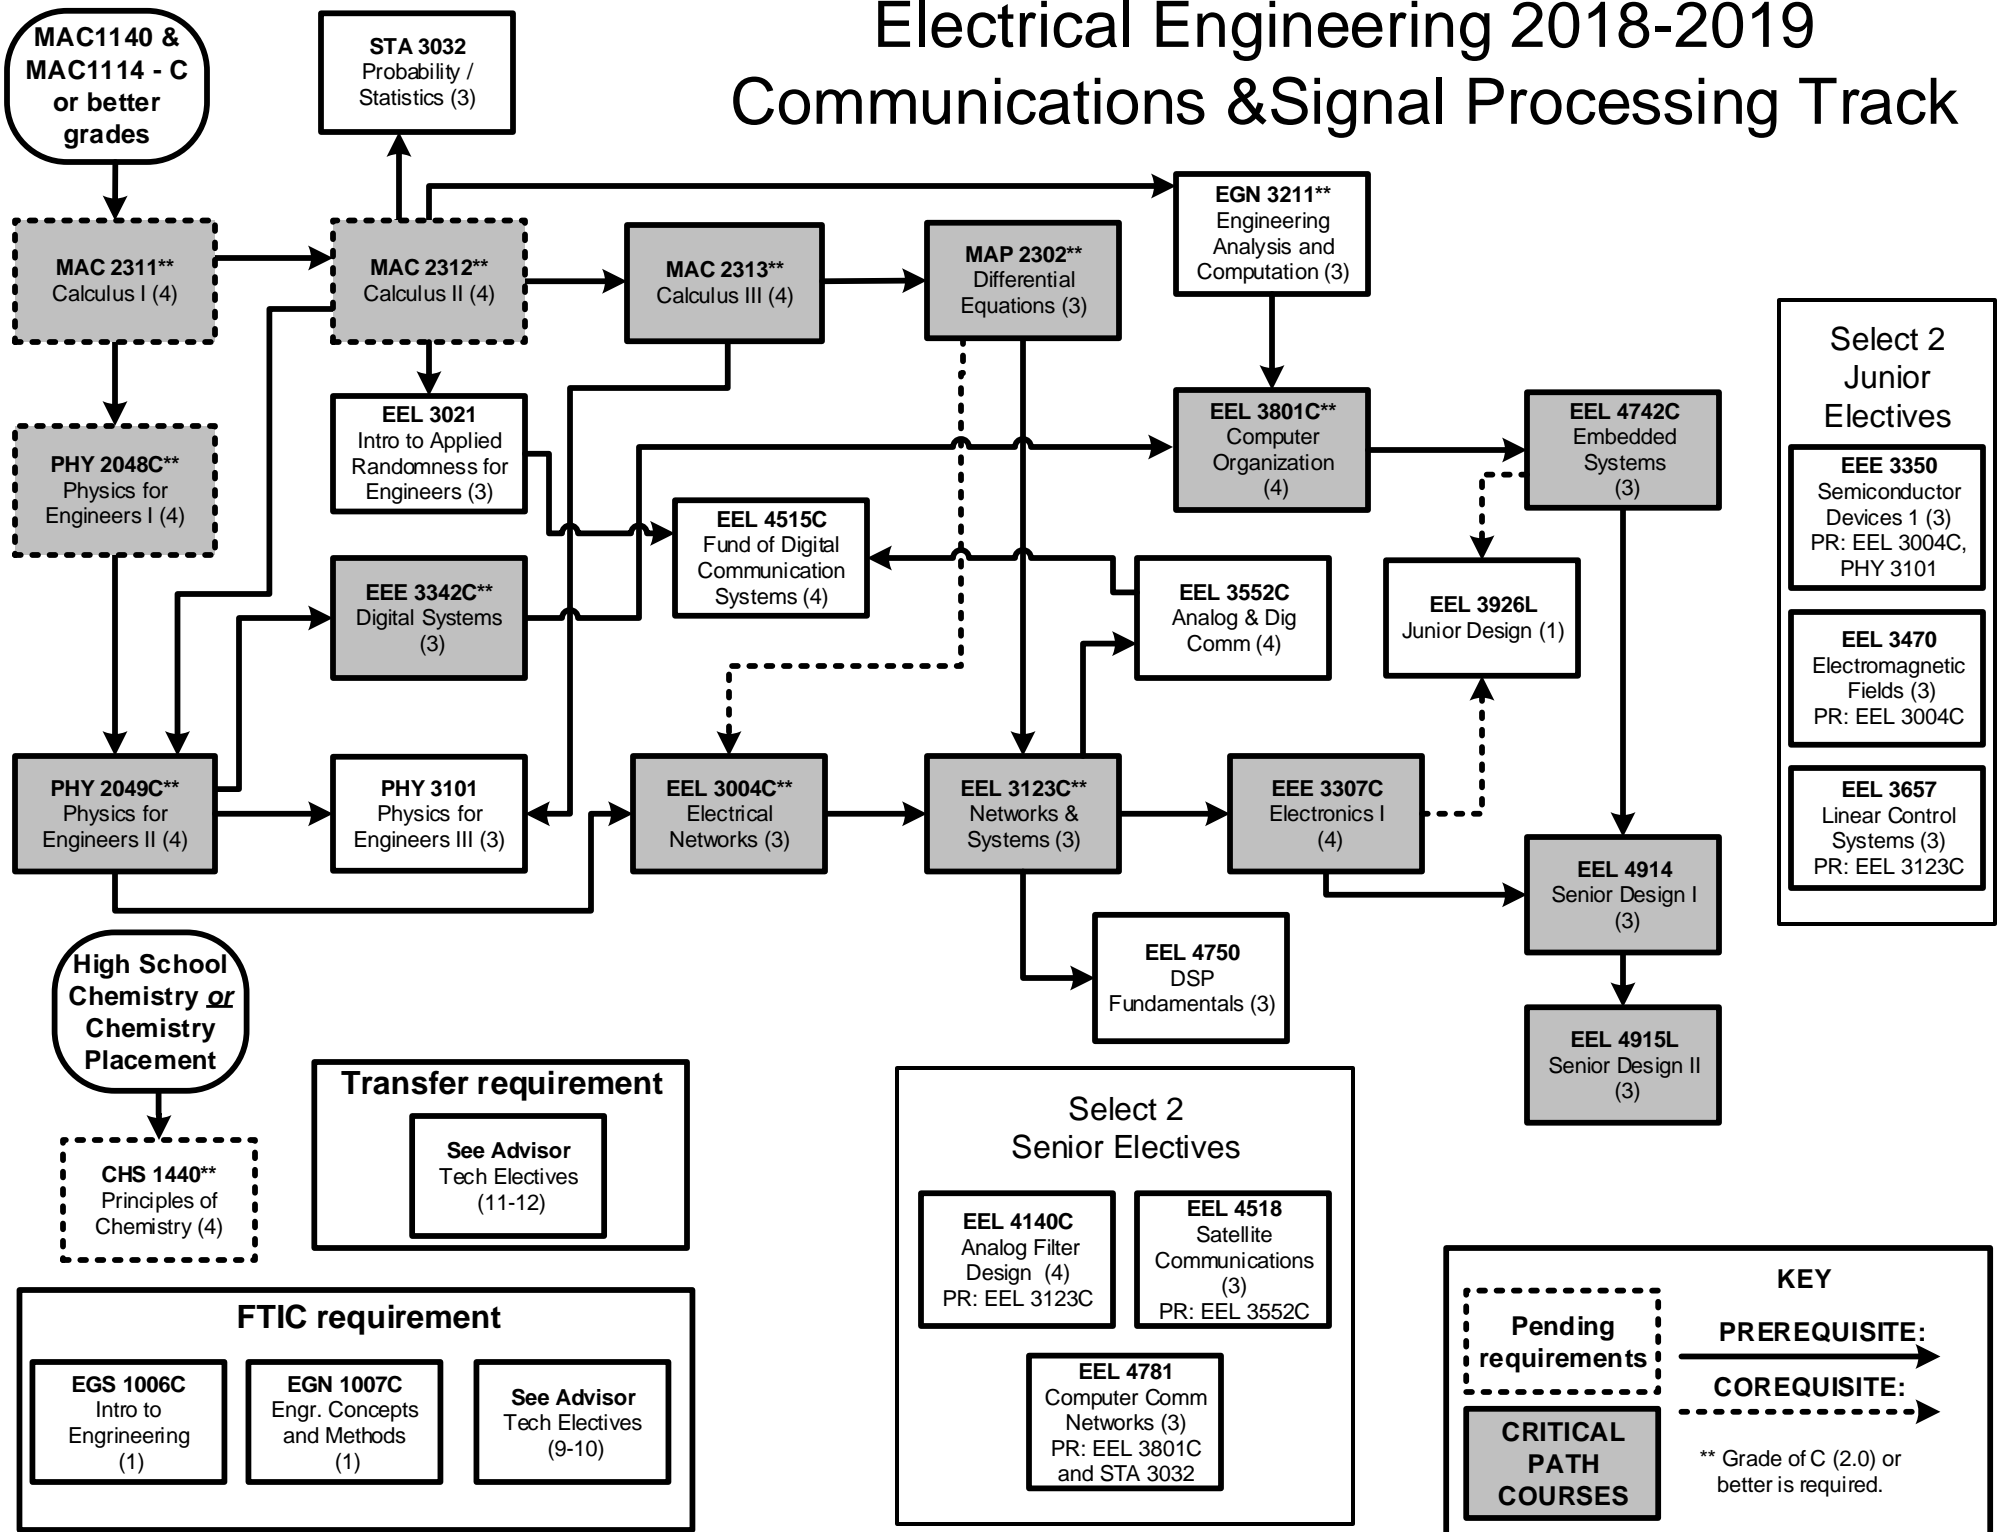 Electrical Engineering 2018-2019
Communications &Signal Processing Track
MAC1140 &
MAC1114 - C
or better
grades
STA 3032
Probability /
Statistics (3)
EGN 3211**
Engineering
Analysis and
Computation (3)
MAC 2311**
Calculus I (4)
MAC 2312**
Calculus II (4)
MAC 2313**
Calculus III (4)
MAP 2302**
Differential
Equations (3)
EEL 3021
Intro to Applied
Randomness for
Engineers (3)
EEL 3801C**
Computer
Organization
(4)
EEL 4742C
Embedded
Systems
(3)
PHY 2048C**
Physics for
Engineers I (4)
EEL 4515C
Fund of Digital
Communication
Systems (4)
EEE 3342C**
Digital Systems
(3)
EEL 3552C
Analog & Dig
Comm (4)
EEL 3926L
Junior Design (1)
PHY 2049C**
Physics for
Engineers II (4)
PHY 3101
Physics for
Engineers III (3)
EEL 3004C**
Electrical
Networks (3)
EEL 3123C**
Networks &
Systems (3)
EEE 3307C
Electronics I
(4)
EEL 4914
Senior Design I
(3)
EEL 4750
DSP
Fundamentals (3)
EEL 4915L
Senior Design II
(3)
Select 2
Junior
Electives
EEE 3350
Semiconductor
Devices 1 (3)
PR: EEL 3004C,
PHY 3101
EEL 3470
Electromagnetic
Fields (3)
PR: EEL 3004C
EEL 3657
Linear Control
Systems (3)
PR: EEL 3123C
High School
Chemistry or
Chemistry
Placement
CHS 1440**
Principles of
Chemistry (4)
Transfer requirement
See Advisor
Tech Electives
(11-12)
FTIC requirement
EGS 1006C
Intro to
Engrineering
(1)
EGN 1007C
Engr. Concepts
and Methods
(1)
See Advisor
Tech Electives
(9-10)
Select 2
Senior Electives
EEL 4140C
Analog Filter
Design (4)
PR: EEL 3123C
EEL 4518
Satellite
Communications
(3)
PR: EEL 3552C
EEL 4781
Computer Comm
Networks (3)
PR: EEL 3801C
and STA 3032
KEY
Pending
requirements
PREREQUISITE:
COREQUISITE:
CRITICAL
PATH
COURSES
** Grade of C (2.0) or
better is required.